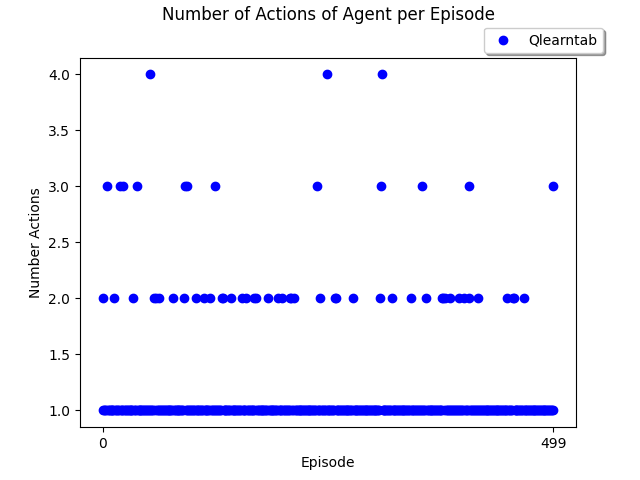 Number of Actions of Agent per Episode
Qlearntab
4.0
3.5
3.0
2.5
2.0
1.5
1.0
Number Actions
0
499
Episode